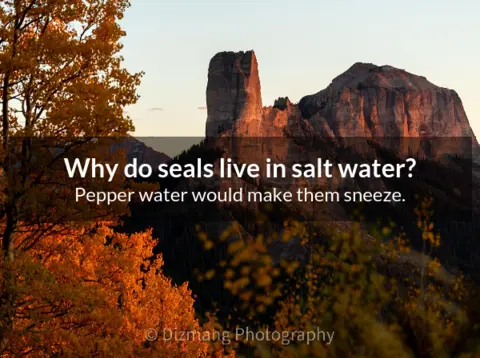 Why do seals live in salt water?
Pepper water would make them sneeze.
© Dizmang Photography